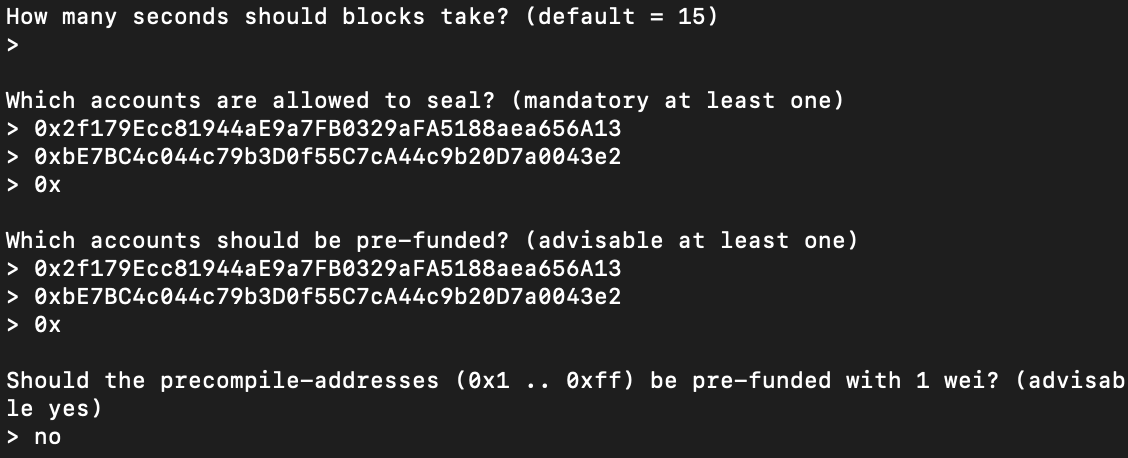 How many seconds should blocks take? (default = 15)
>
Which accounts are allowed to seal? (mandatory at least one)
> 0x2f179Ecc81944aE9a7FB0329aFA5188aea656A13
> 0xbE7BC4c044c79b3D0f55C7cA44c9b20D7a0043e2
> 0x
Which accounts should be pre-funded? (advisable at least one)
> 0x2f179Ecc81944aE9a7FB0329aFA5188aea656A13
> 0xbE7BC4c044c79b3D0f55C7cA44c9b20D7a0043e2
> 0x
Should the precompile-addresses (0x1 .. 0xff) be pre-funded with 1 wei? (advisab
le yes)
> no